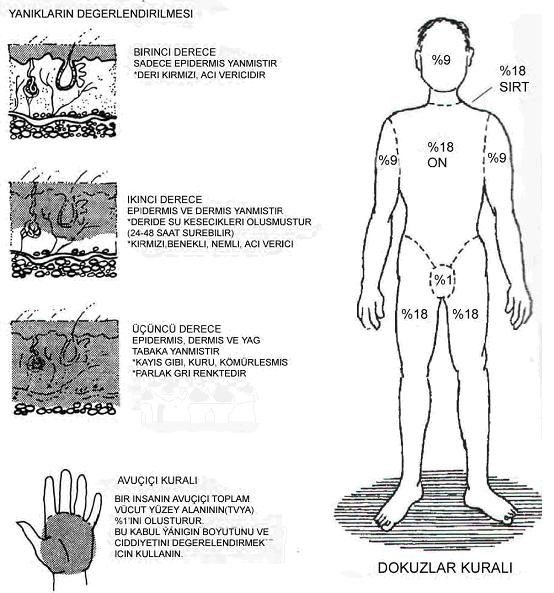 YANIKLARIN DEGERLENDIRILMESI
BIRINCI DERECE
SADECE EPIDERMIS YANMISTIR
*DERI KIRMIZI, ACI VERICIDIR
IKINCI DERECE
EPIDERMIS VE DERMIS YANMISTIR
*DERIDE SU KESECIKLERI OLUSMUSTUR
(24-48 SAAT SUREBILIR)
*KIRMIZI,BENEKLI, NEMLI, ACI VERICI
ÜÇÜNCÜ DERECE
EPIDERMIS, DERMIS VE YAG
TABAKA YANMISTIR
*KAYIS GIBI, KURU, KÖMÜRLESMIS
*PARLAK GRI RENKTEDIR
AVUÇIÇI KURALI
BIR INSANIN AVUÇIÇI TOPLAM
VÜCUT YÜZEY ALANININ(TVYA)
%1'INI OLUSTURUR.
BU KABUL YANIGIN BOYUTUNU VE
CIDDIYETINI DEGERELENDIRMEK
ICIN KULLANIN.
%9
%18
SIRT
%9
%18
ON
%9
%1
%18
%18
DOKUZLAR KURALI